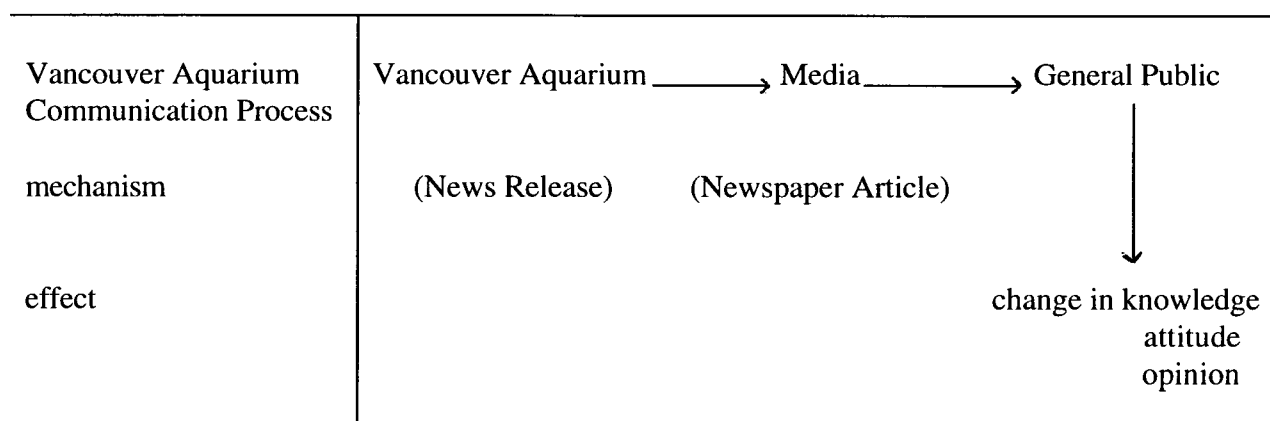 Vancouver Aquarium
Communication Process
Vancouver Aquarium Media General Public
mechanism
(News Release) (Newspaper Article)
effect
change in knowledge
attitude
opinion